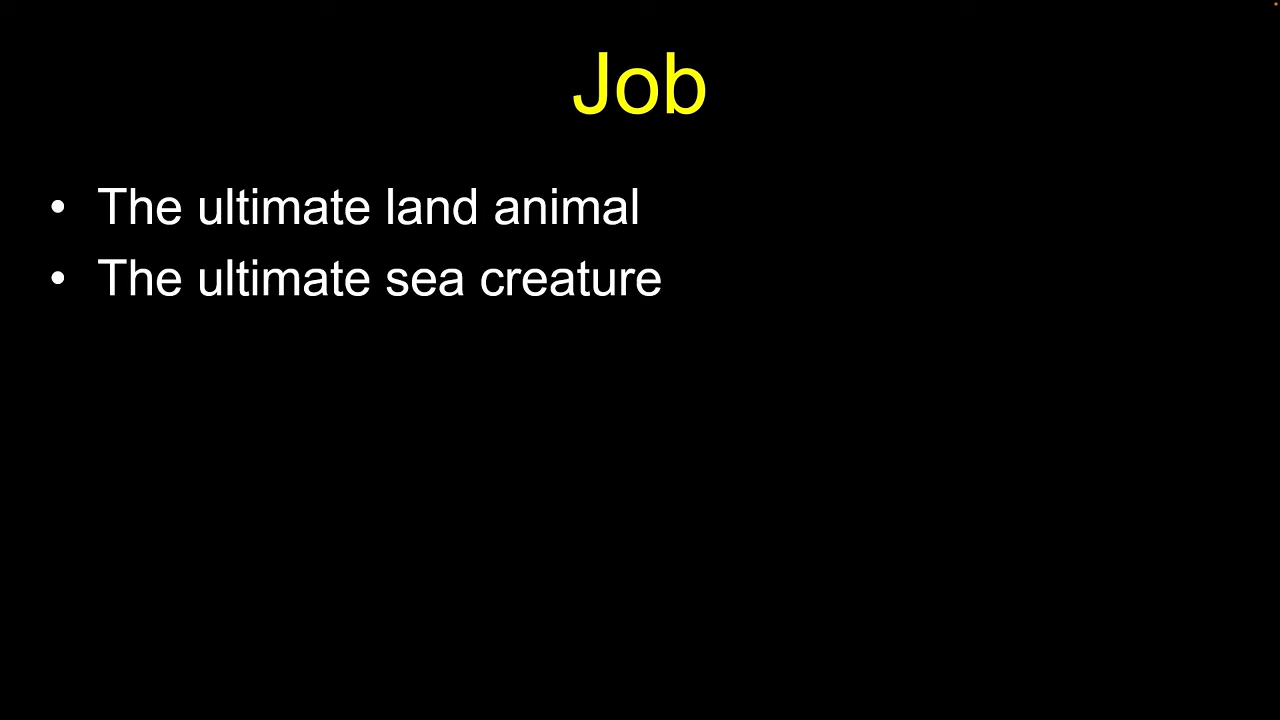 Job
• The ultimate land animal
• The ultimate sea creature